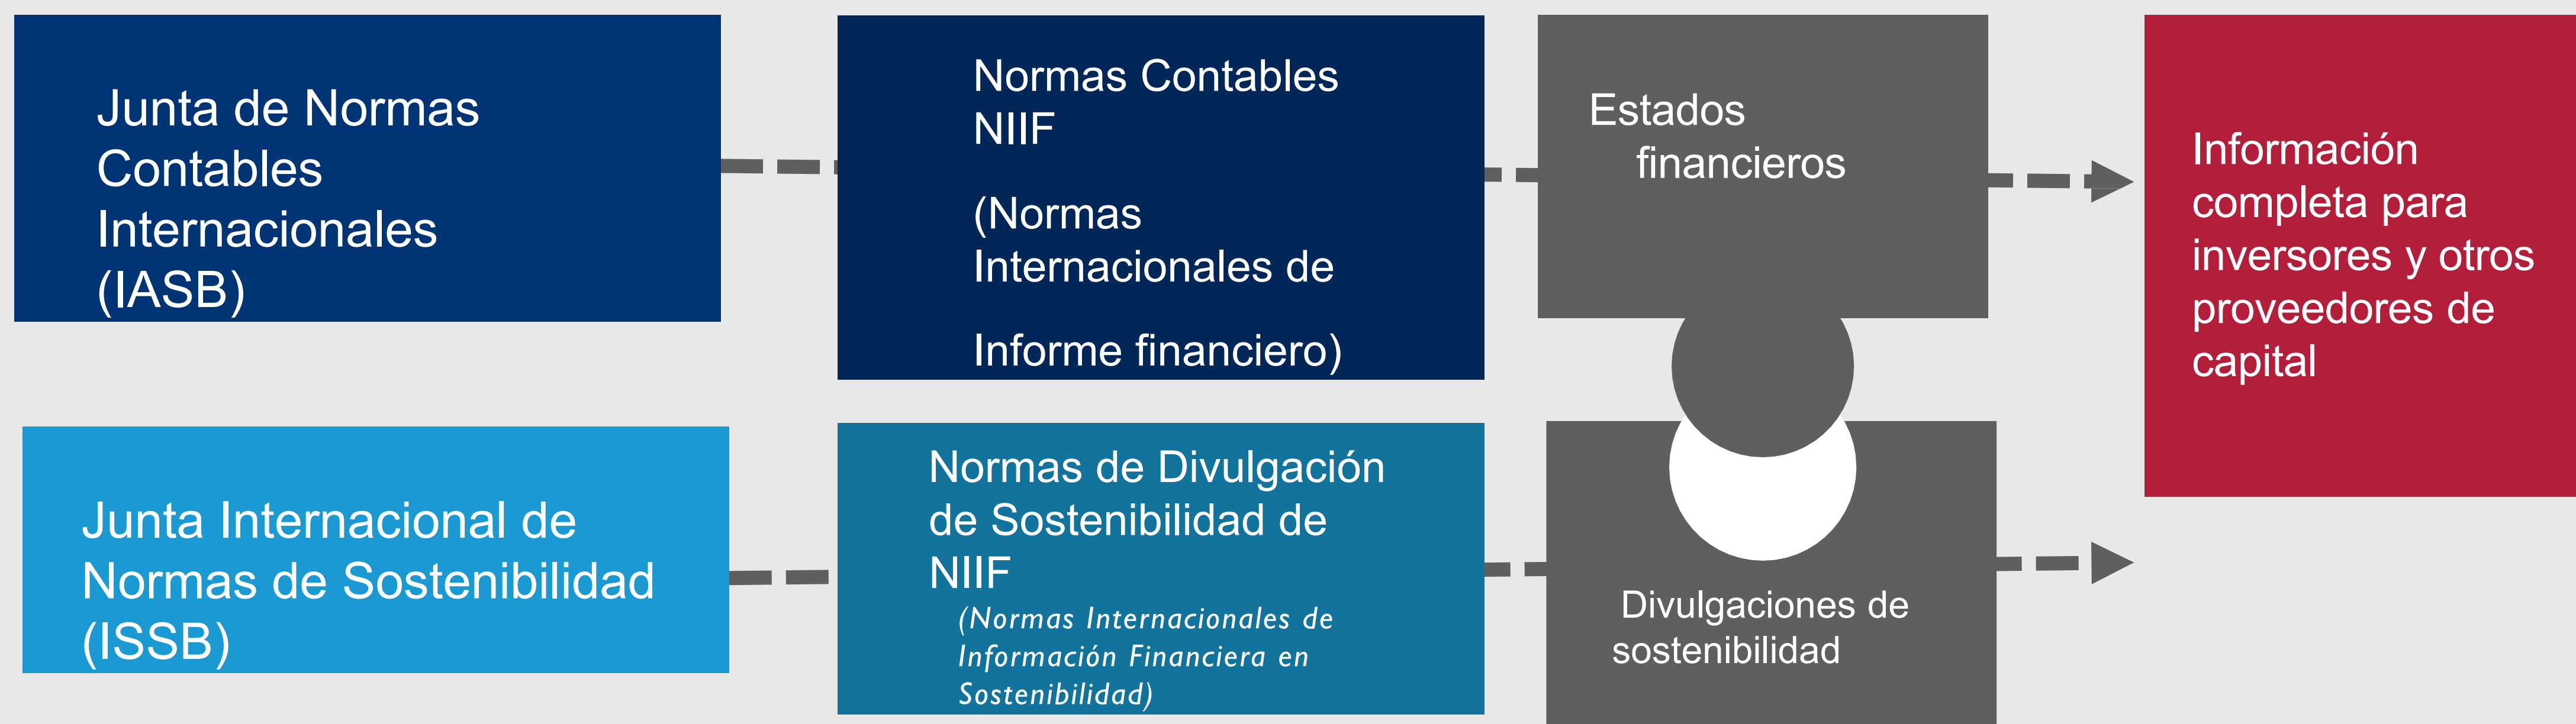 Junta de Normas
Contables
Internacionales
(IASB)
Normas Contables
NIIF
(Normas
Internacionales de
Informe financiero)
Estados
financieros
Información
completa para
inversores y otros
proveedores de
capital
Junta Internacional de
Normas de Sostenibilidad
(ISSB)
Normas de Divulgación
de Sostenibilidad de
NIIF
(Normas Internacionales de
Información Financiera en
Sostenibilidad)
Divulgaciones de
sostenibilidad